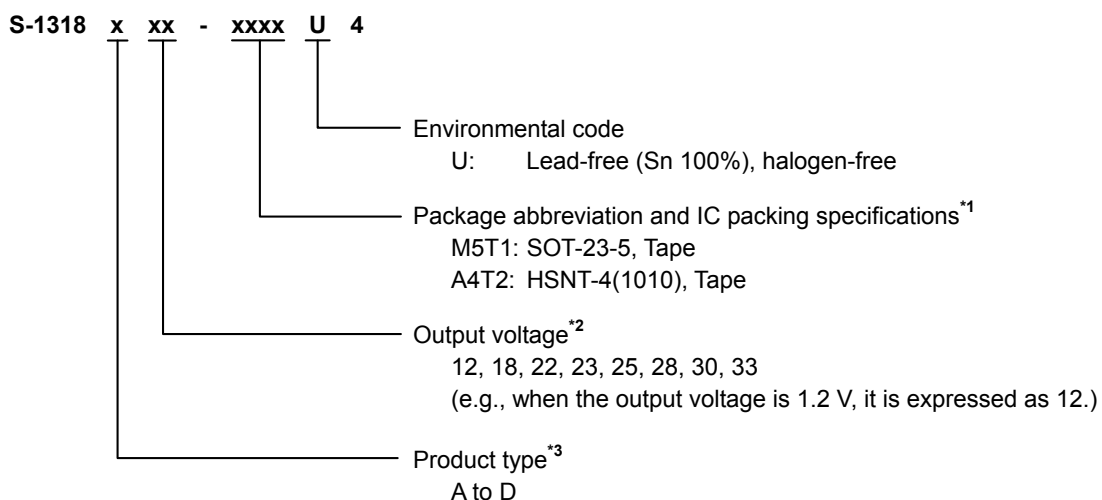 S-1318 x xx - xxxx U 4
Environmental code
U: Lead-free (Sn 100%), halogen-free
Package abbreviation and IC packing specifications*1
M5T1: SOT-23-5, Tape
A4T2: HSNT-4(1010), Tape
Output voltage*2
12, 18, 22, 23, 25, 28, 30, 33
(e.g., when the output voltage is 1.2 V, it is expressed as 12.)
Product type*3
A to D